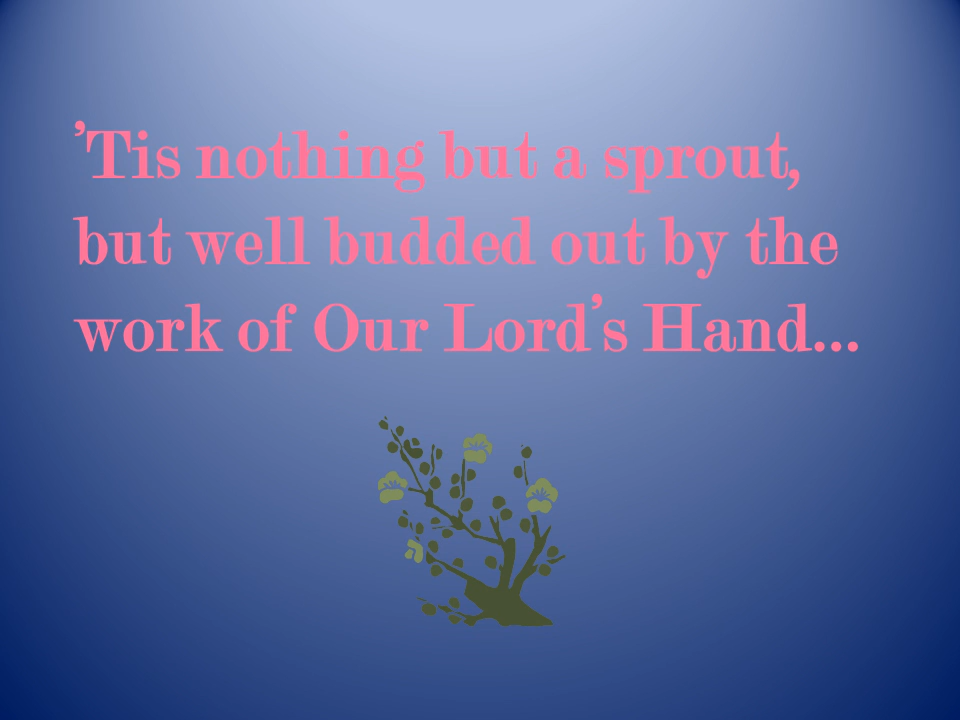 ’Tis nothing but a sprout,
but well budded out by the
work of Our Lord’s Hand...